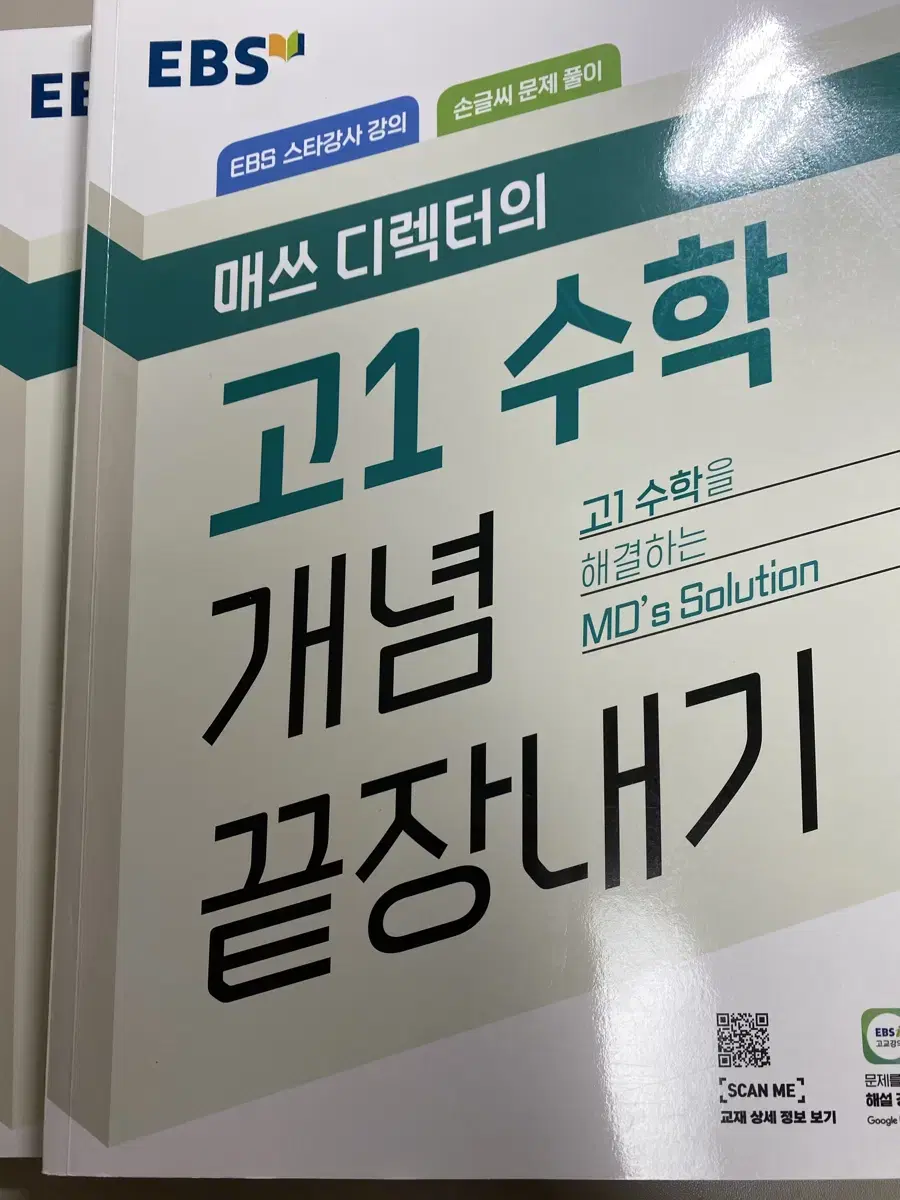 EBS
EBS 스타강사 강의
손글씨 문제 풀이
매쓰 디렉터의
고1 수학
개념
끝장내기
고1 수학을
해결하는
MD's Solution
SCAN ME
교재 상세 정보 보기
EBS
고교강의
문제를
해설
Google